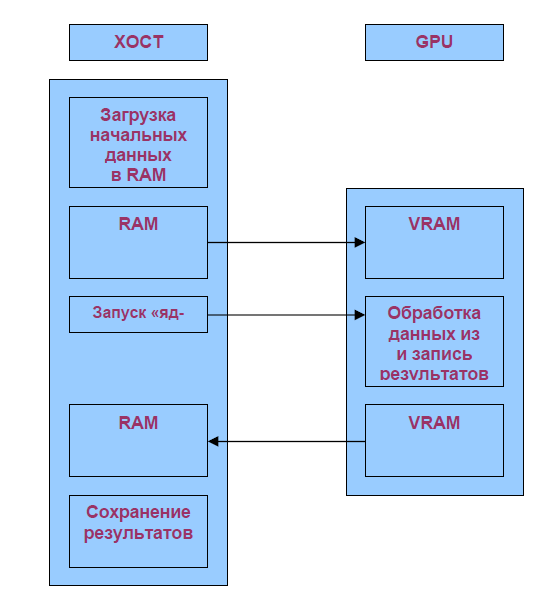 ХОСТ
GPU
Загрузка
начальных
данных
в RAM
RAM
VRAM
Запуск «яд-
Обработка
данных из
и запись
результатов
RAM
VRAM
Сохранение
результатов